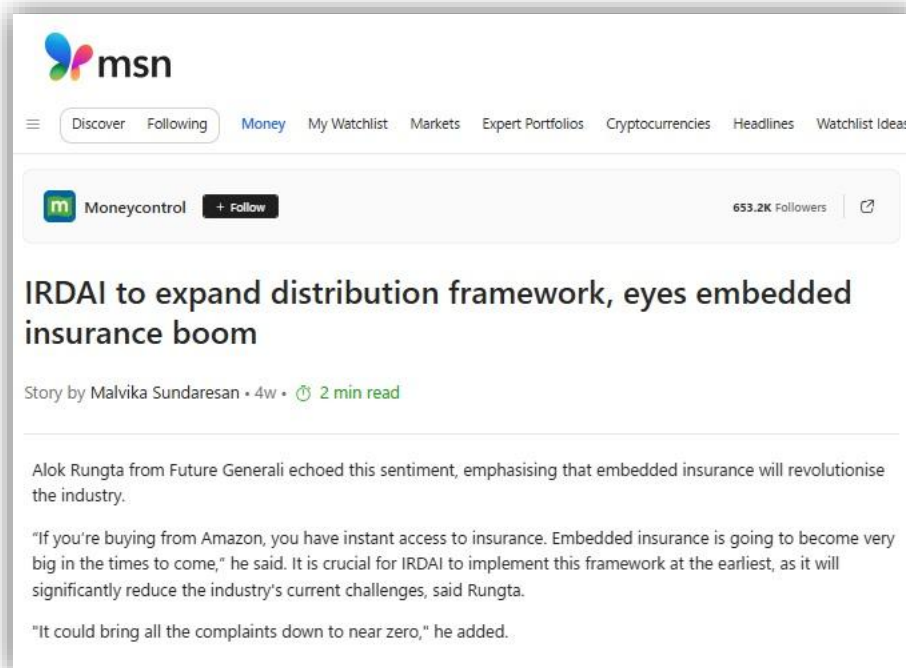 msn
Discover Following Money My Watchlist Markets Expert Portfolios Cryptocurrencies Headlines Watchlist Ideas
m Moneycontrol + Follow 653.2K Followers
IRDAI to expand distribution framework, eyes embedded
insurance boom
Story by Malvika Sundaresan • 4w • 2 min read
Alok Rungta from Future Generali echoed this sentiment, emphasising that embedded insurance will revolutionise
the industry.
“If you're buying from Amazon, you have instant access to insurance. Embedded insurance is going to become very
big in the times to come,” he said. It is crucial for IRDAI to implement this framework at the earliest, as it will
significantly reduce the industry's current challenges, said Rungta.
"It could bring all the complaints down to near zero," he added.